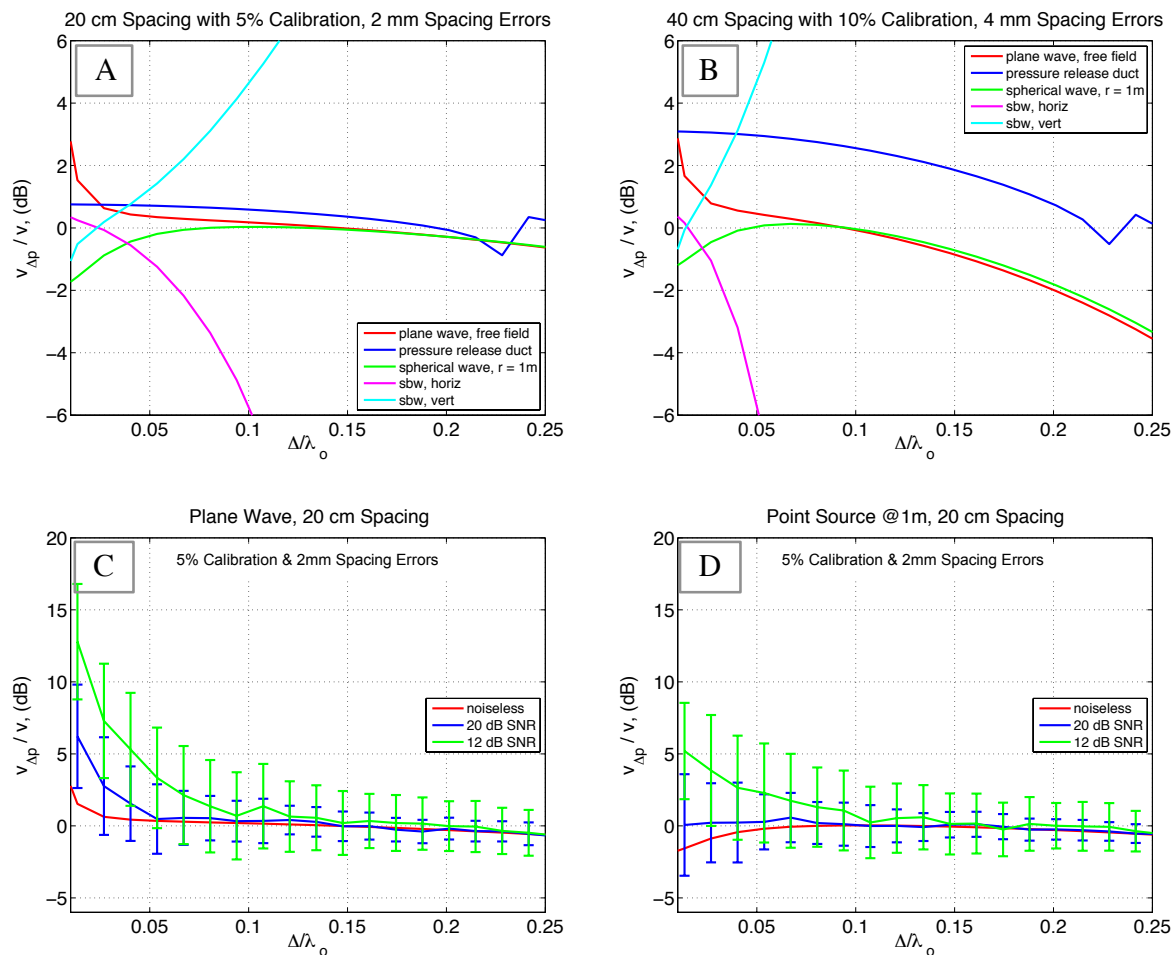 20 cm Spacing with 5% Calibration, 2 mm Spacing Errors
A
6
4
2
0
−2
−4
−6
v Δp / v, (dB)
plane wave, free field
pressure release duct
spherical wave, r = 1m
sbw, horiz
sbw, vert
0.05
0.1
0.15
0.2
0.25
Δ/λ o
40 cm Spacing with 10% Calibration, 4 mm Spacing Errors
B
6
4
2
0
−2
−4
−6
v Δp / v, (dB)
plane wave, free field
pressure release duct
spherical wave, r = 1m
sbw, horiz
sbw, vert
0.05
0.1
0.15
0.2
0.25
Δ/λ o
Plane Wave, 20 cm Spacing
C
5% Calibration & 2mm Spacing Errors
20
15
10
5
0
−5
v Δp / v, (dB)
noiseless
20 dB SNR
12 dB SNR
0.05
0.1
0.15
0.2
0.25
Δ/λ o
Point Source @1m, 20 cm Spacing
D
5% Calibration & 2mm Spacing Errors
20
15
10
5
0
−5
v Δp / v, (dB)
noiseless
20 dB SNR
12 dB SNR
0.05
0.1
0.15
0.2
0.25
Δ/λ o